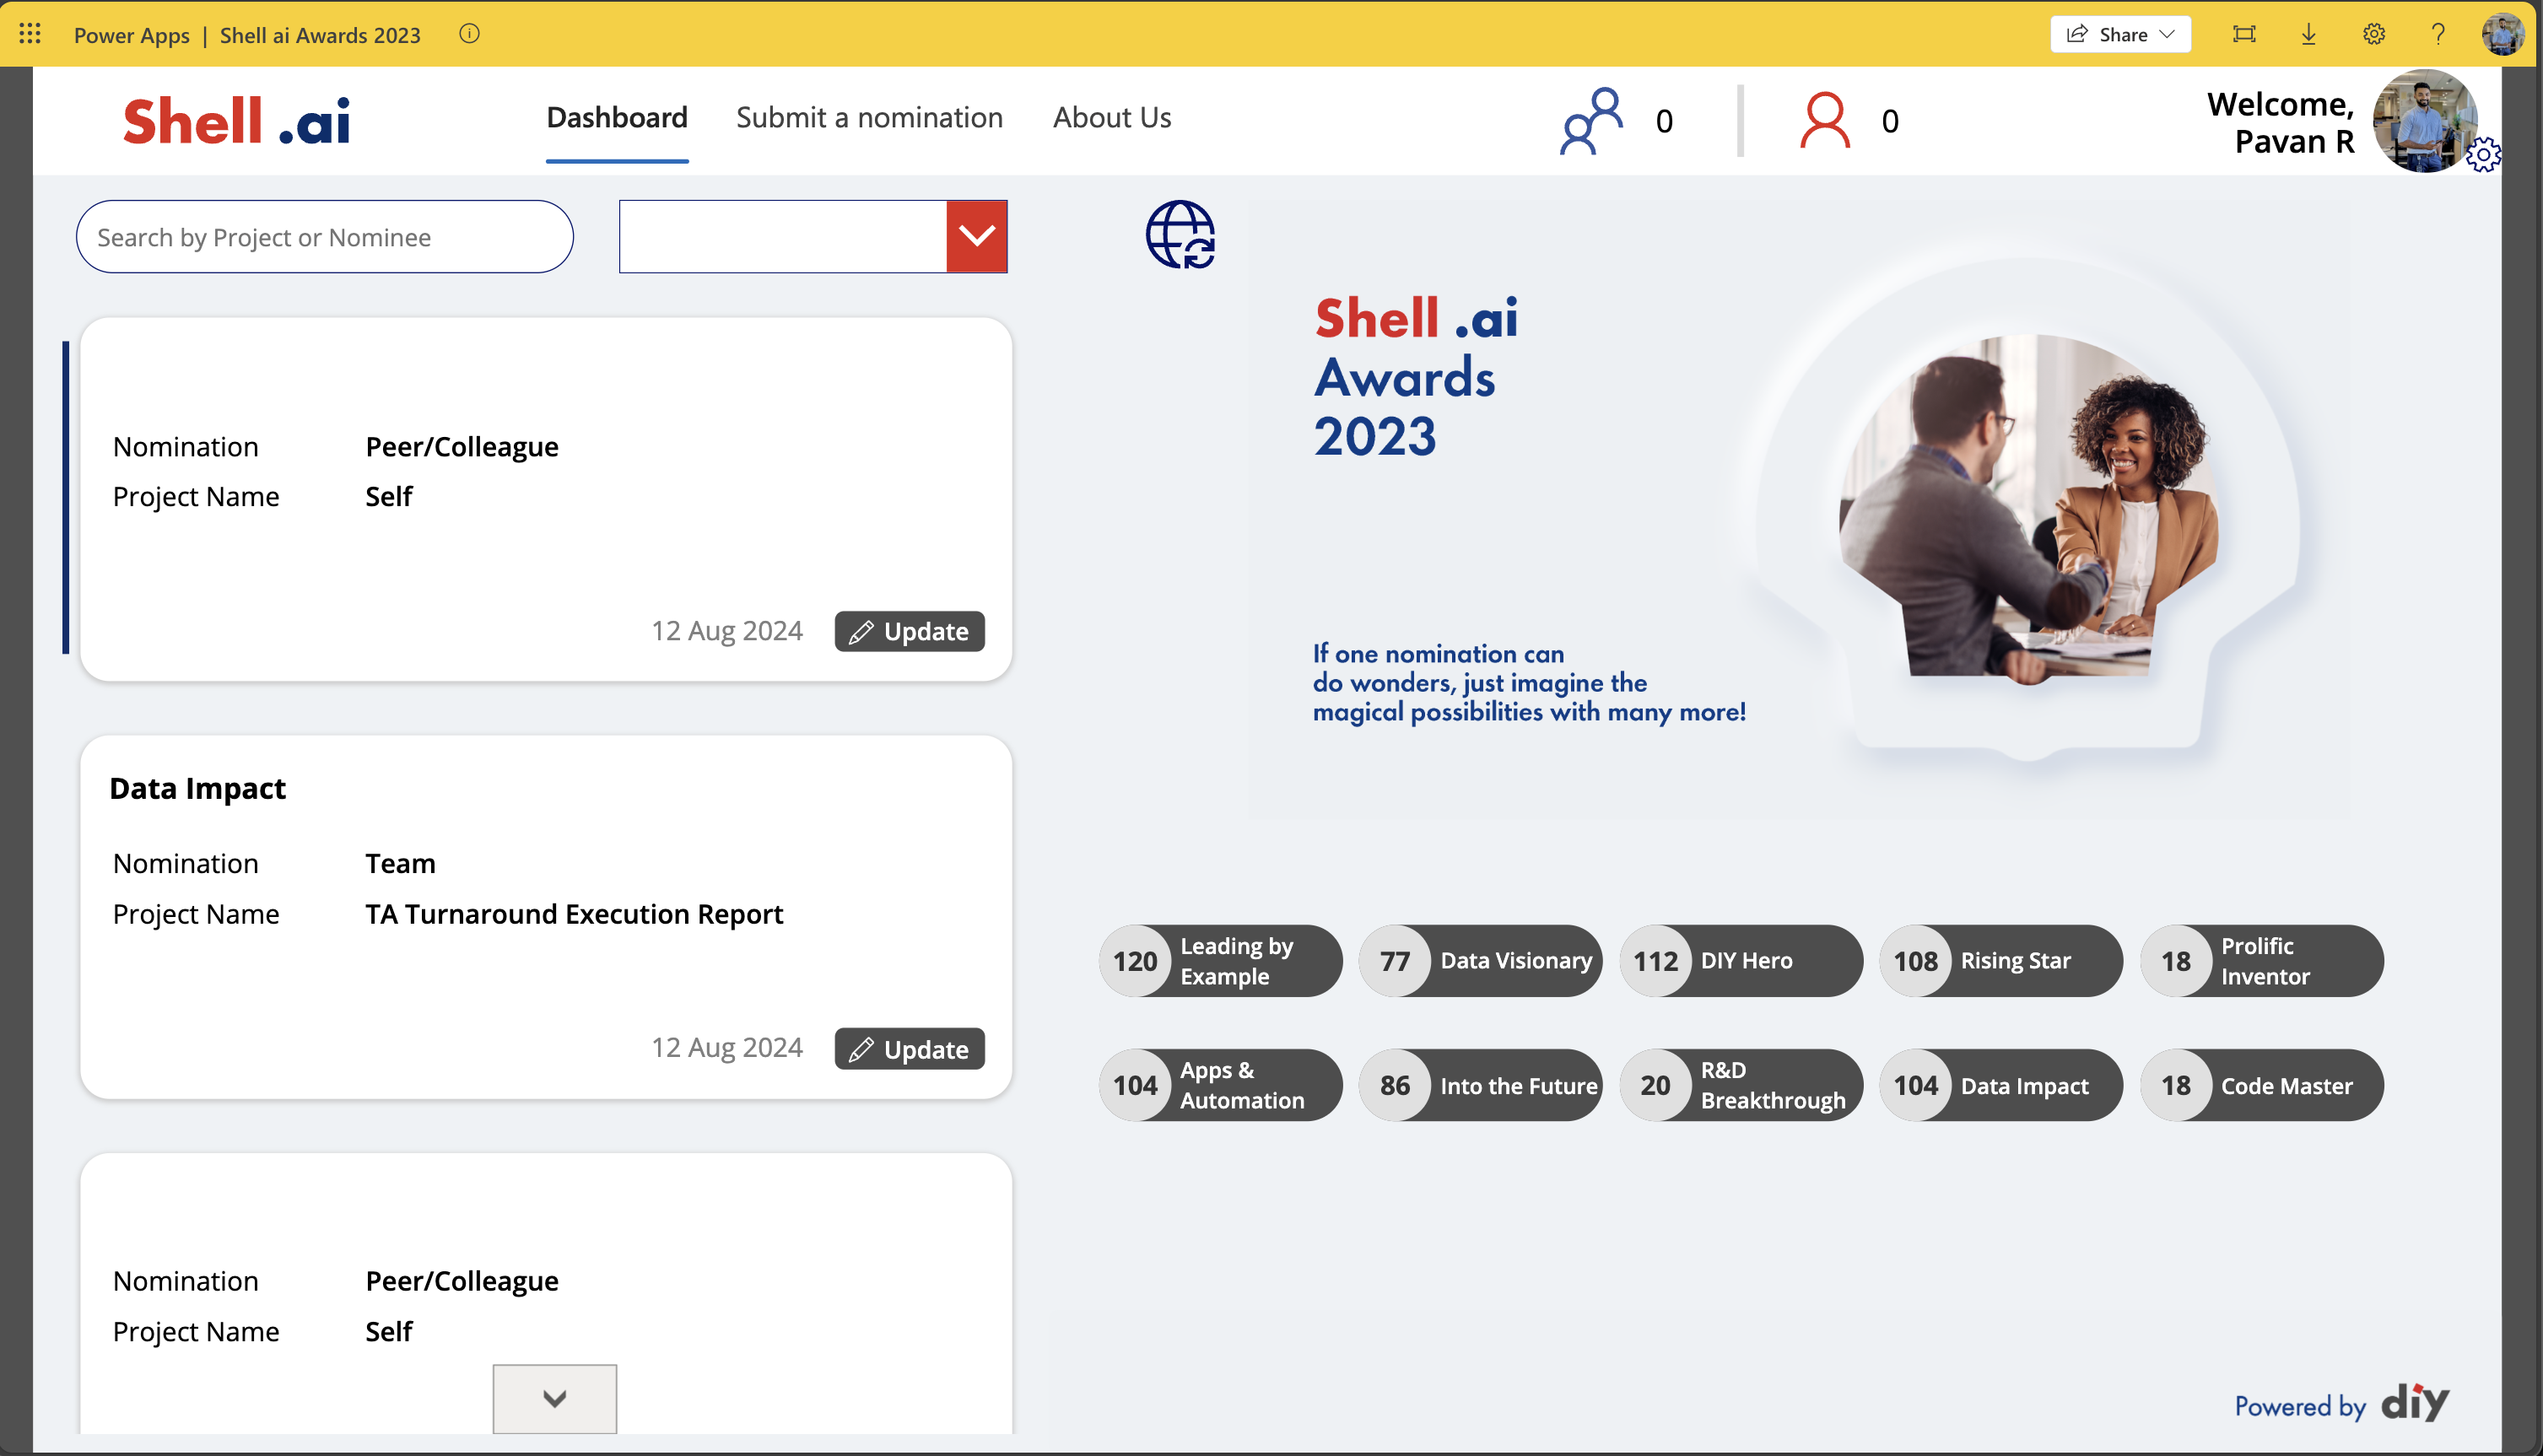 Power Apps | Shell ai Awards 2023
Share
Shell .ai
Dashboard
Submit a nomination
About Us
0
0
Welcome,
Pavan R
Search by Project or Nominee
Nomination Peer/Colleague
Project Name Self
12 Aug 2024
Update
Data Impact
Nomination Team
Project Name TA Turnaround Execution Report
12 Aug 2024
Update
Nomination Peer/Colleague
Project Name Self
Shell .ai
Awards
2023
If one nomination can
do wonders, just imagine the
magical possibilities with many more!
120 Leading by
Example
77 Data Visionary
112 DIY Hero
108 Rising Star
18 Prolific
Inventor
104 Apps &
Automation
86 Into the Future
20 R&D
Breakthrough
104 Data Impact
18 Code Master
Powered by diy